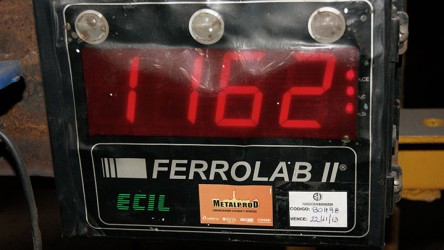 1162
FERROLAB II®
ECIL
METALPROD
CODIGO:
VENCE: